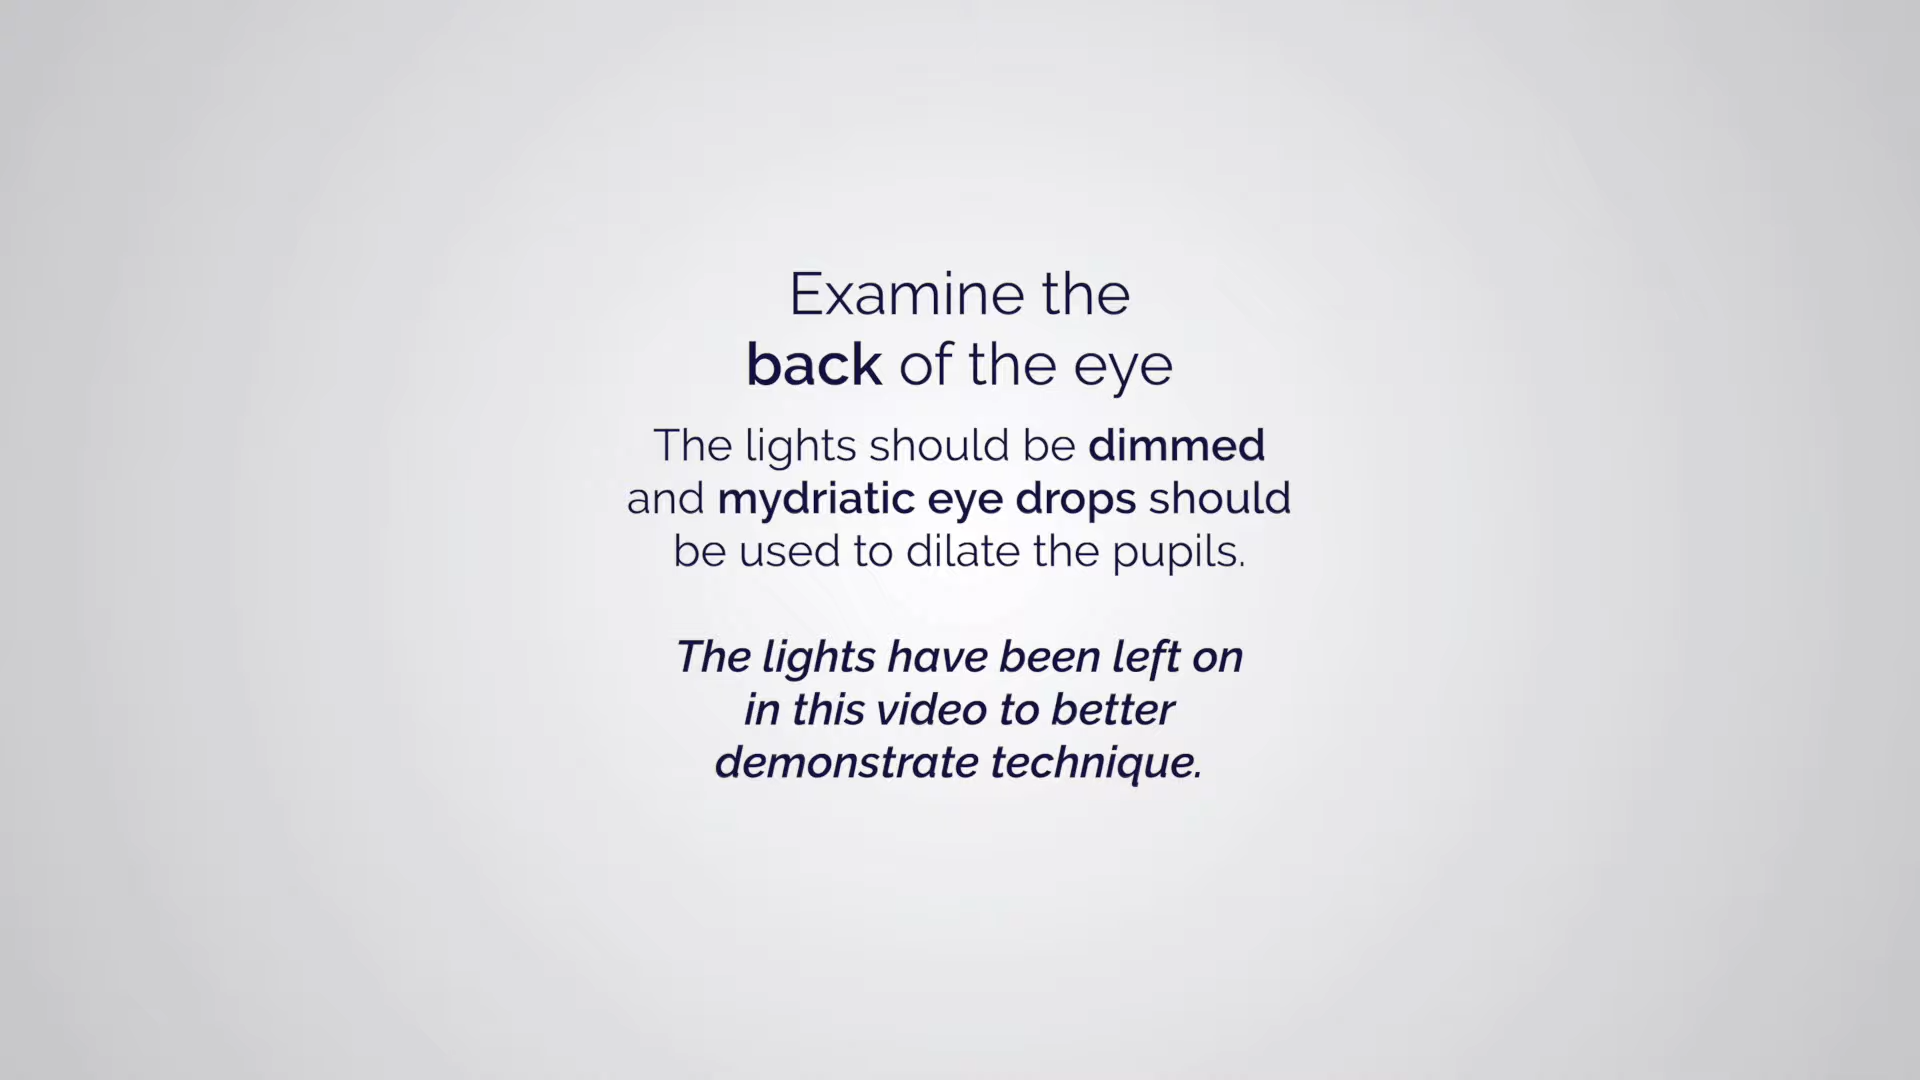 Examine the
back of the eye
The lights should be dimmed
and mydriatic eye drops should
be used to dilate the pupils.
The lights have been left on
in this video to better
demonstrate technique.